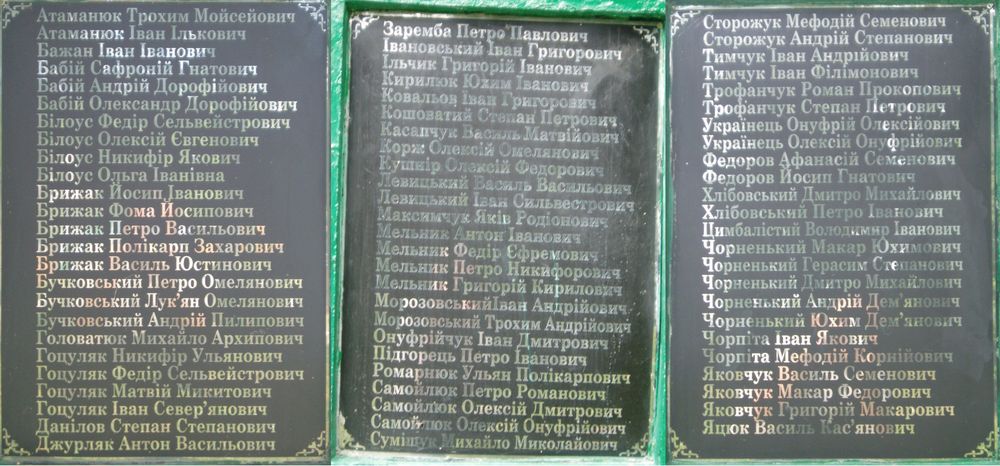 Атаманюк Трохим Мойсейович
Атаманюк Іван Ількович
Бажан Іван Іванович
Бабій Сафроній Гнатович
Бабій Андрій Дорофійович
Бабій Олександр Дорофійович
Білоус Федір Сельвейстрович
Білоус Олексій Євгенович
Білоус Никифір Якович
Білоус Ольга Іванівна
Брижак Йосип Іванович
Брижак Фома Йосипович
Брижак Петро Васильович
Брижак Полікарп Захарович
Брижак Василь Юстинович
Бучковський Петро Омелянович
Бучковський Лук'ян Омелянович
Бучковський Андрій Пилипович
Головатюк Михайло Архипович
Гоцуляк Никифір Ульянович
Гоцуляк Федір Сельвейстрович
Гоцуляк Матвій Микитович
Гоцуляк Іван Север'янович
Данілов Степан Степанович
Джурляк Антон Васильович
Заремба Петро Павлович
Івановський Іван Григорович
Ільчик Григорій Іванович
Кирилюк Юхим Іванович
Ковальов Іван Григорович
Кошоватий Степан Петрович
Касапчук Василь Матвійович
Корж Олексій Омелянович
Кушнір Олексій Федорович
Левицький Василь Васильович
Левицький Іван Сильвестрович
Максимчук Яків Родіонович
Мельник Антон Іванович
Мельник Федір Єфремович
Мельник Петро Никифорович
Мельник Григорій Кирилович
Морозовський Іван Андрійович
Морозовський Трохим Андрійович
Онуфрійчук Іван Дмитрович
Підгорець Петро Іванович
Романюк Ульян Полікарпович
Самойлюк Петро Романович
Самойлюк Олексій Дмитрович
Самойлюк Олексій Онуфрійович
Суміщук Михайло Миколайович
Сторожук Мефодій Семенович
Сторожук Андрій Степанович
Тимчук Іван Андрійович
Тимчук Іван Філімонович
Трофанчук Роман Прокопович
Трофанчук Степан Петрович
Українець Онуфрій Олексійович
Українець Олексій Онуфрійович
Федоров Афанасій Семенович
Федоров Йосип Гнатович
Хлібовський Дмитро Михайлович
Хлібовський Петро Іванович
Цимбалістий Володимир Іванович
Чорненький Макар Юхимович
Чорненький Герасим Степанович
Чорненький Дмитро Михайлович
Чорненький Андрій Дем'янович
Чорненький Юхим Дем'янович
Чорпіта Іван Якович
Чорпіта Мефодій Корнійович
Яковчук Василь Семенович
Яковчук Макар Федорович
Яковчук Григорій Макарович
Яцюк Василь Кас'янович